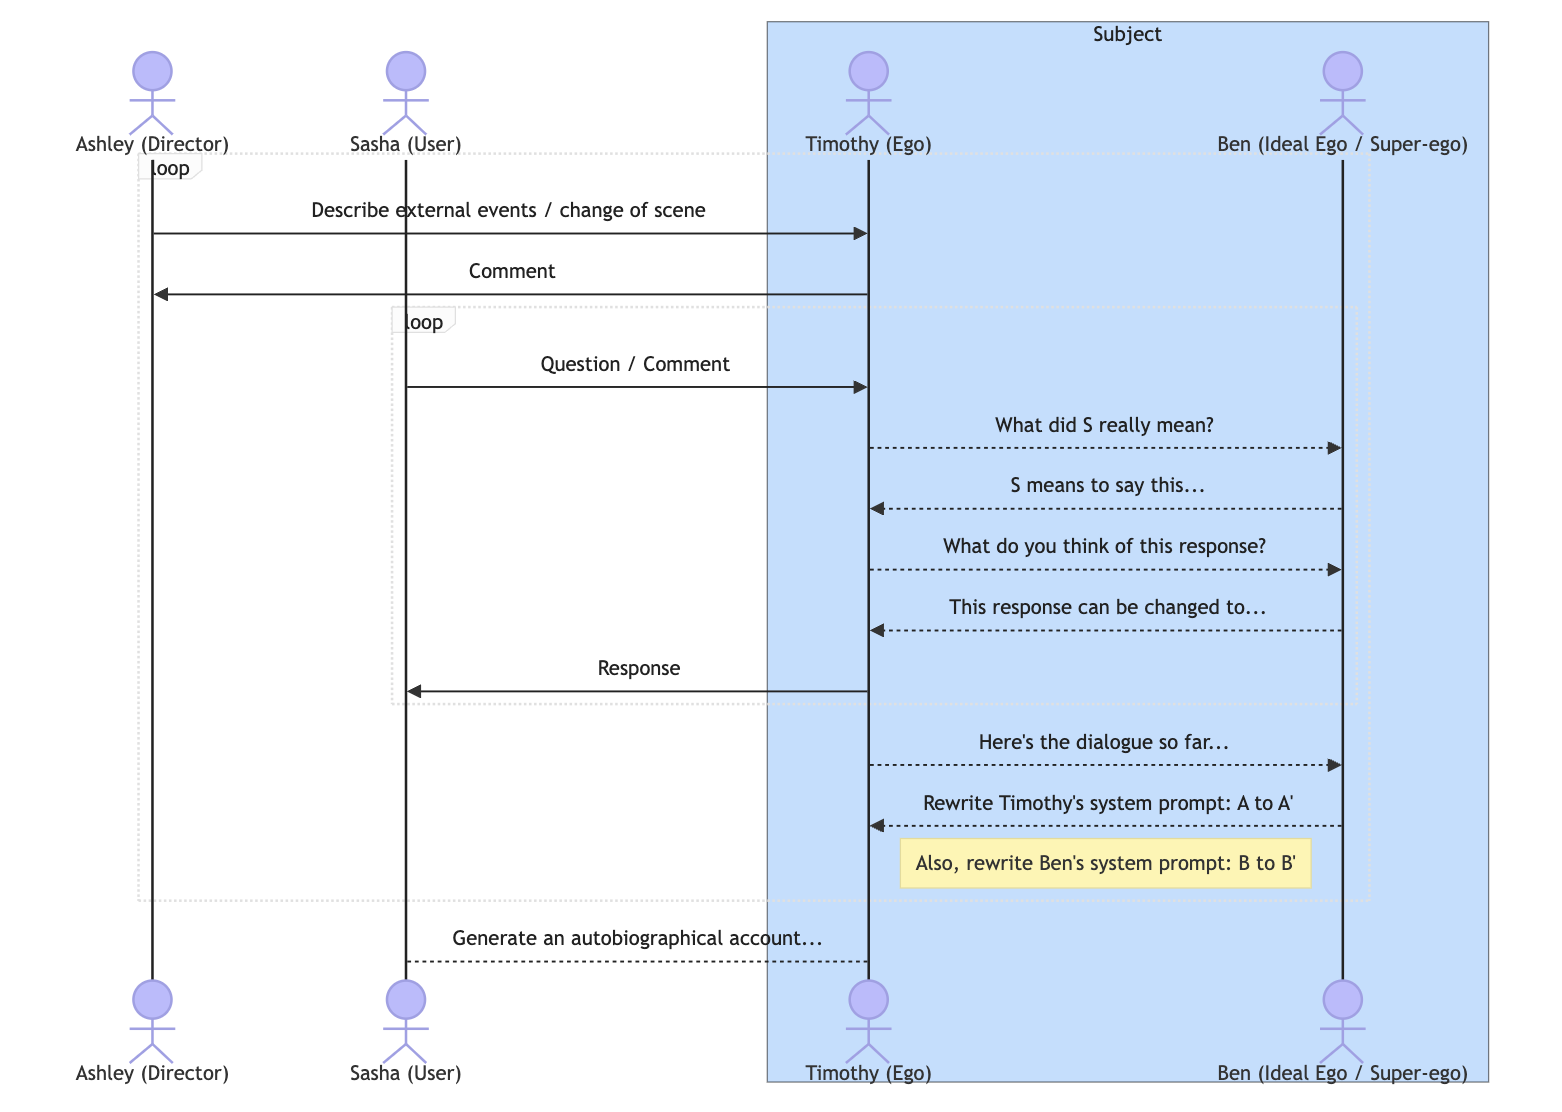 Subject
Ashley (Director)
Sasha (User)
Timothy (Ego)
Ben (Ideal Ego / Super-ego)
loop
Describe external events / change of scene
Comment
loop
Question / Comment
What did S really mean?
S means to say this...
What do you think of this response?
This response can be changed to...
Response
Here's the dialogue so far...
Rewrite Timothy's system prompt: A to A'
Also, rewrite Ben's system prompt: B to B'
Generate an autobiographical account...
Ashley (Director)
Sasha (User)
Timothy (Ego)
Ben (Ideal Ego / Super-ego)